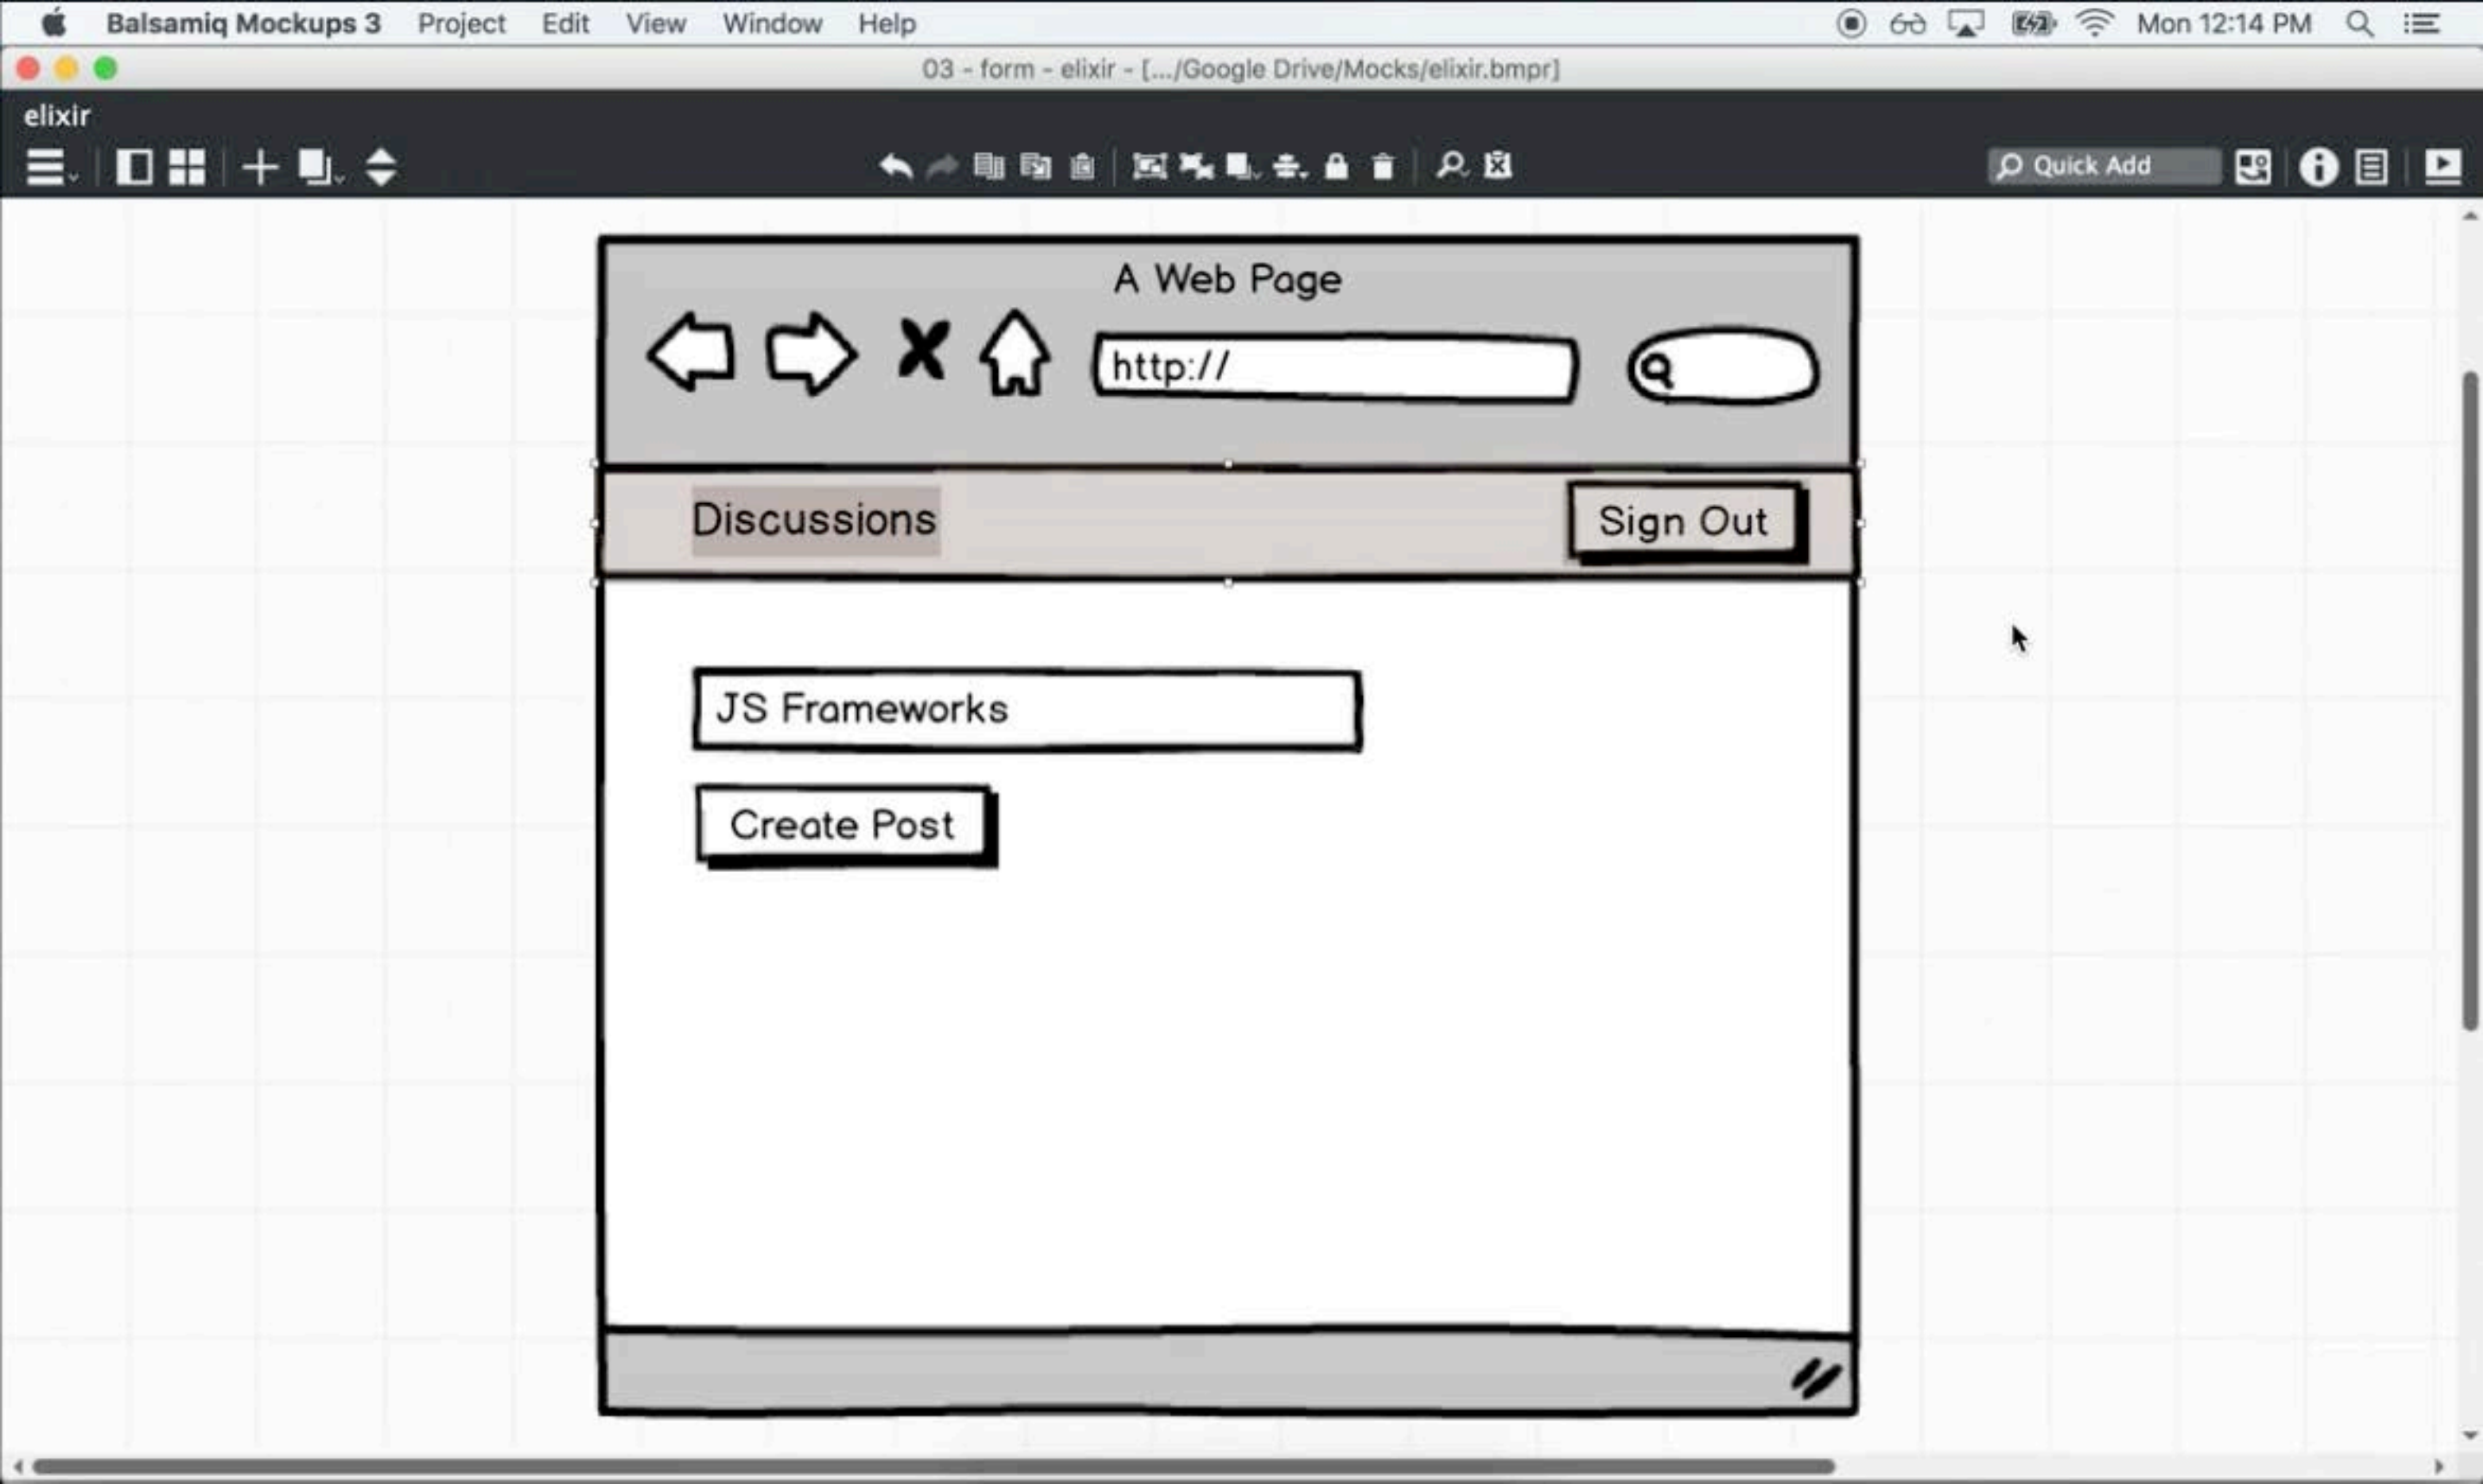 Balsamiq Mockups 3 Project Edit View Window Help Mon 12:14 PM
03 - form - elixir - [.../Google Drive/Mocks/elixir.bmpr]
elixir
Quick Add
A Web Page
http://
Discussions
Sign Out
JS Frameworks
Create Post